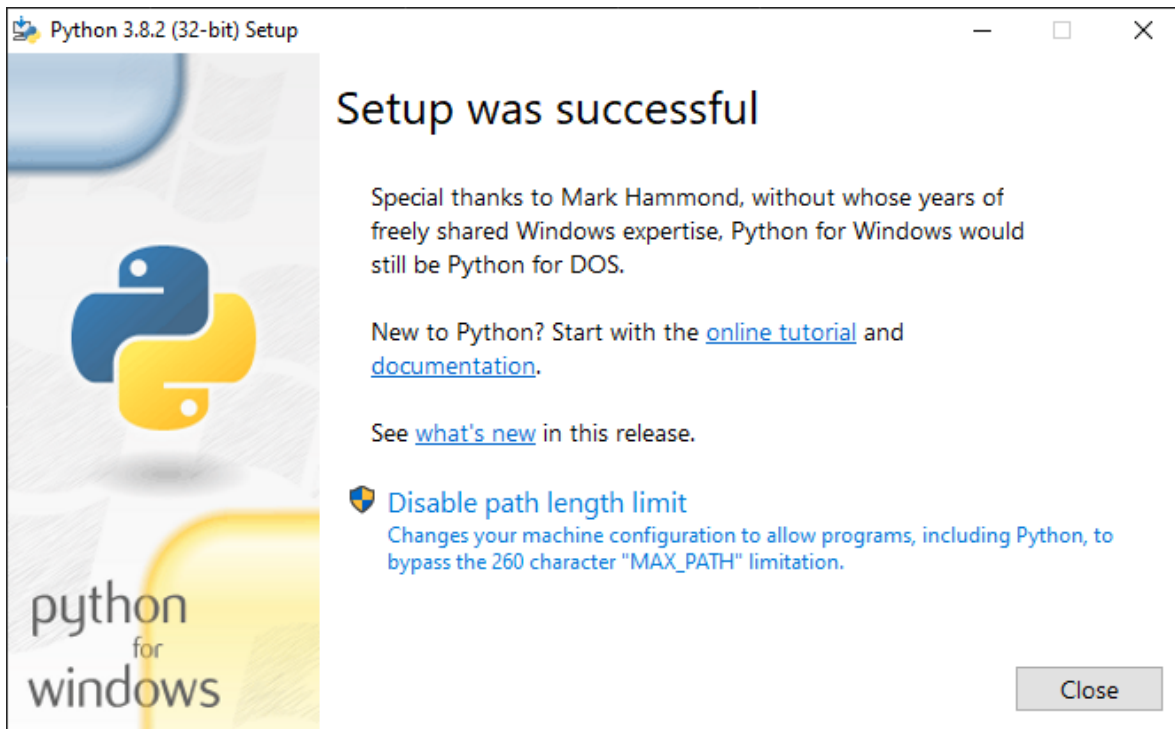 Python 3.8.2 (32-bit) Setup
Setup was successful
Special thanks to Mark Hammond, without whose years of
freely shared Windows expertise, Python for Windows would
still be Python for DOS.
New to Python? Start with the online tutorial and
documentation.
See what's new in this release.
Disable path length limit
Changes your machine configuration to allow programs, including Python, to
bypass the 260 character "MAX_PATH" limitation.
python
for
windows
Close